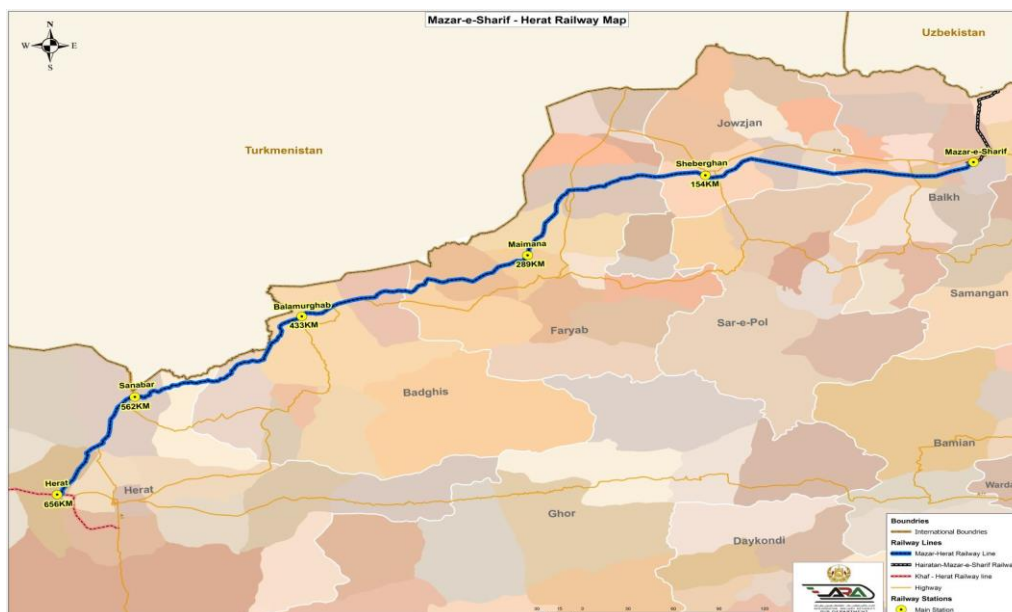 Mazar-e-Sharif - Herat Railway Map
N
W
E
S
Uzbekistan
Turkmenistan
Jowzjan
Mazar-e-Sharif
Sheberghan
154KM
Balkh
Maimana
289KM
Samangan
Balamurghab
433KM
Faryab
Sar-e-Pol
Sanabar
562KM
Badghis
Bamian
Herat
656KM
Herat
Warda
Ghor
Daykondi
Boundries
International Boundries
Railway Lines
Mazar-Herat Railway Line
Hairatan-Mazar-e-Sharif Railwa
Khaf - Herat Railway line
Highway
Railway Stations
Main Station
ARA